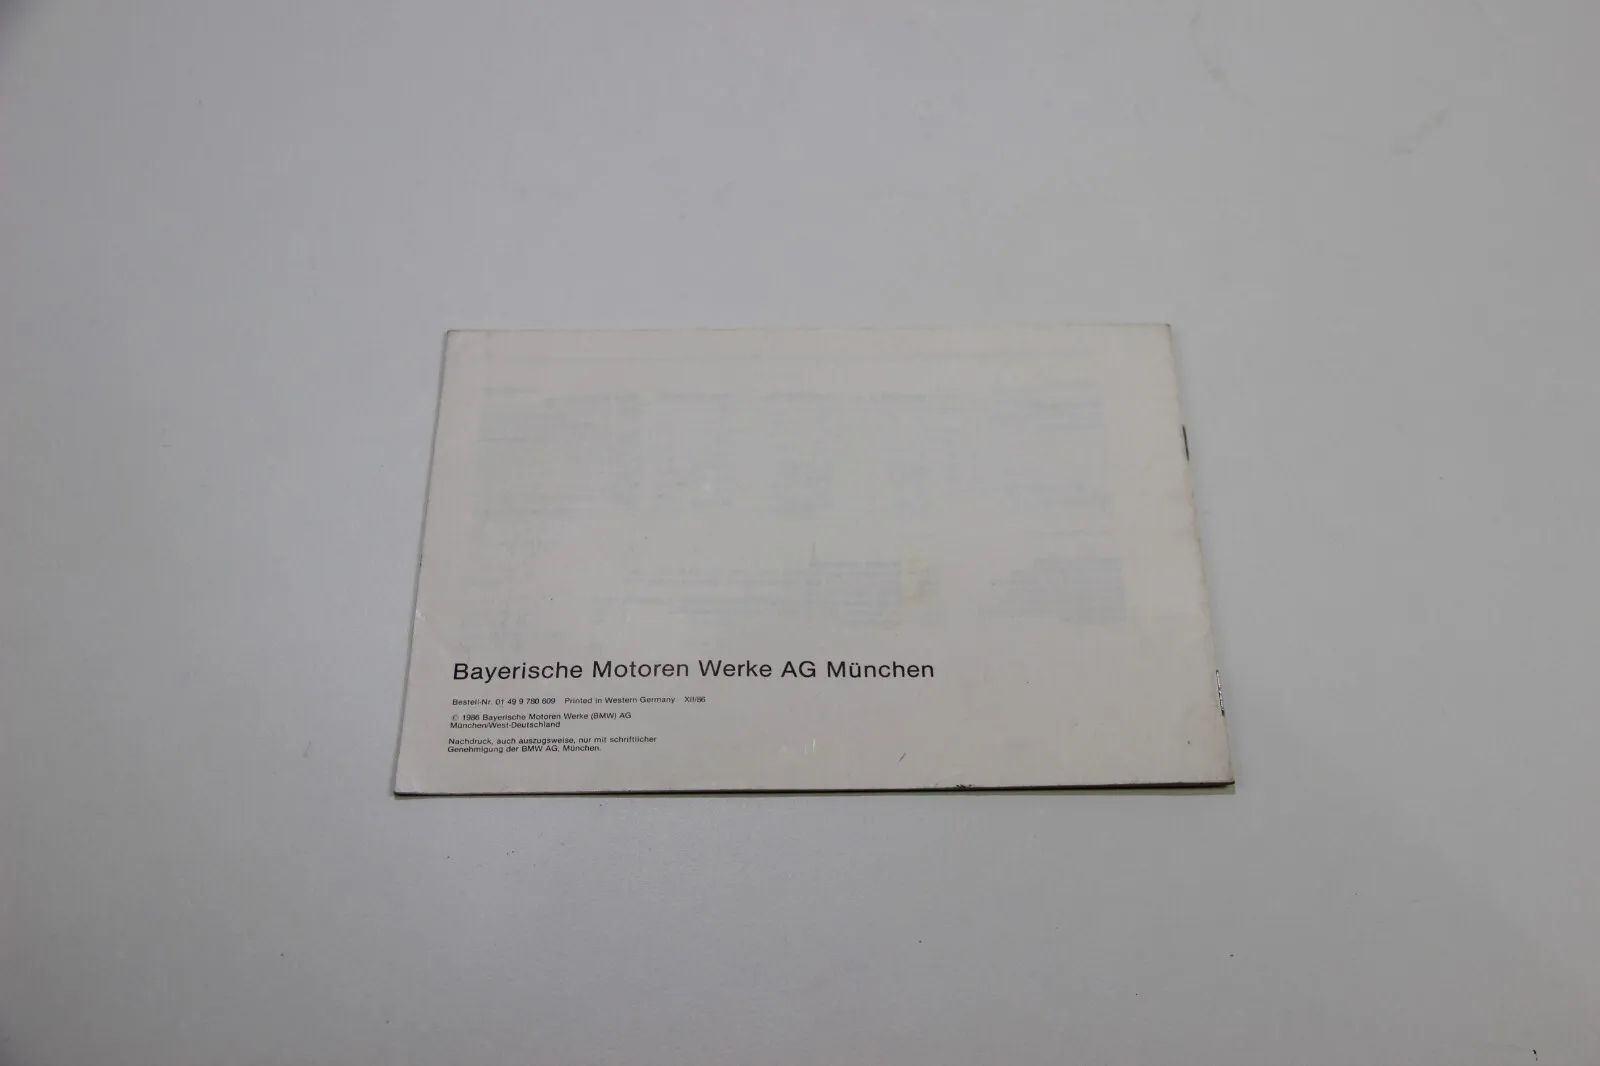 Bayerische Motoren Werke AG München
Bestell-Nr. 01 49 9 780 609 Printed in Western Germany XII/86
© 1986 Bayerische Motoren Werke (BMW) AG
München/West-Deutschland
Nachdruck, auch auszugsweise, nur mit schriftlicher
Genehmigung der BMW AG, München.